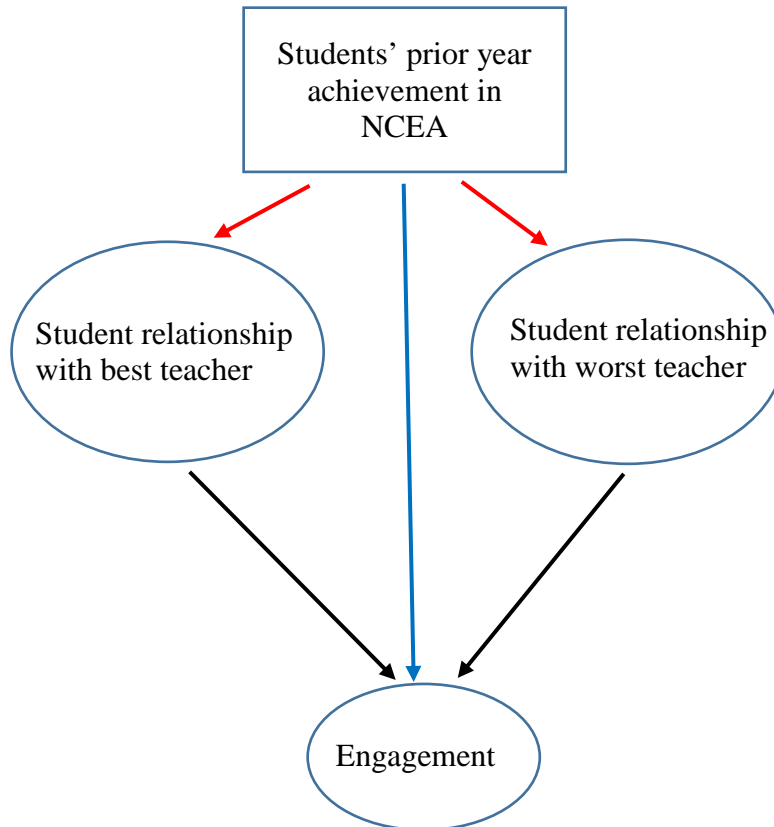 Students’ prior year
achievement in
NCEA
Student relationship
with best teacher
Student relationship
with worst teacher
Engagement